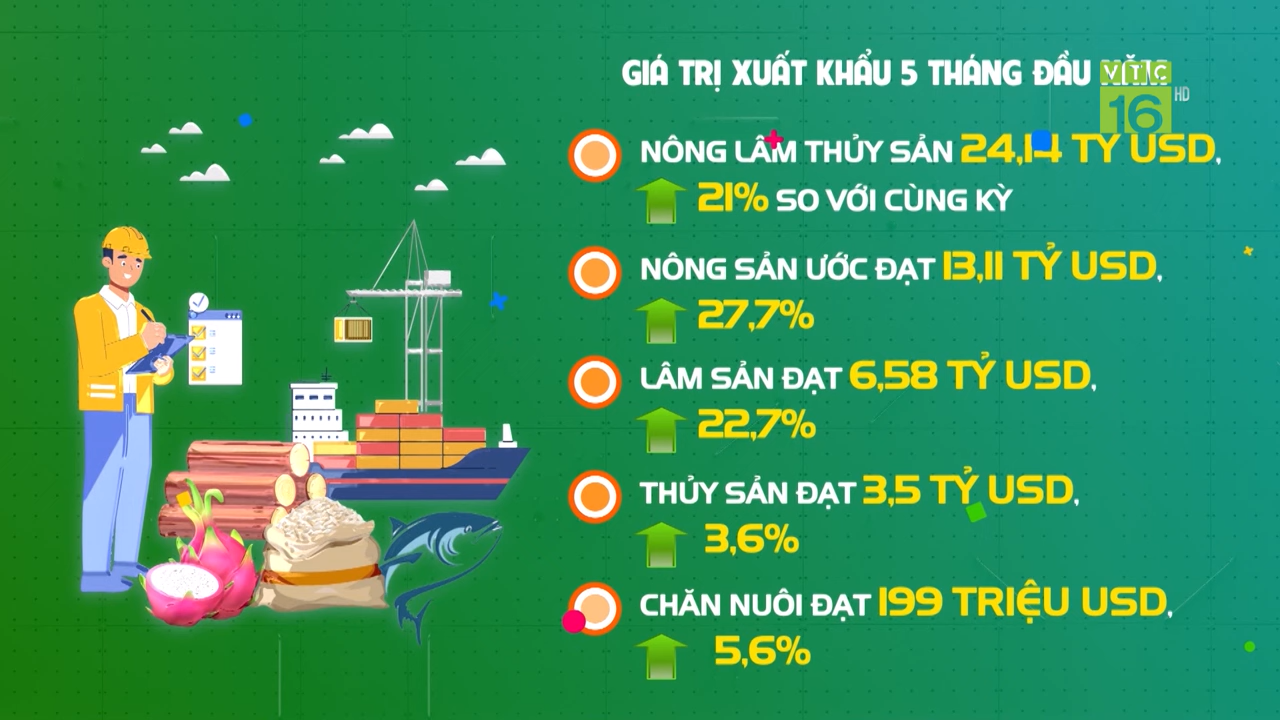 GIÁ TRỊ XUẤT KHẨU 5 THÁNG ĐẦU NĂM
VTC
16
HD
NÔNG LÂM THỦY SẢN 24,14 TỶ USD,
21% SO VỚI CÙNG KỲ
NÔNG SẢN ƯỚC ĐẠT 13,11 TỶ USD,
27,7%
LÂM SẢN ĐẠT 6,58 TỶ USD,
22,7%
THỦY SẢN ĐẠT 3,5 TỶ USD,
3,6%
CHĂN NUÔI ĐẠT 199 TRIỆU USD,
5,6%